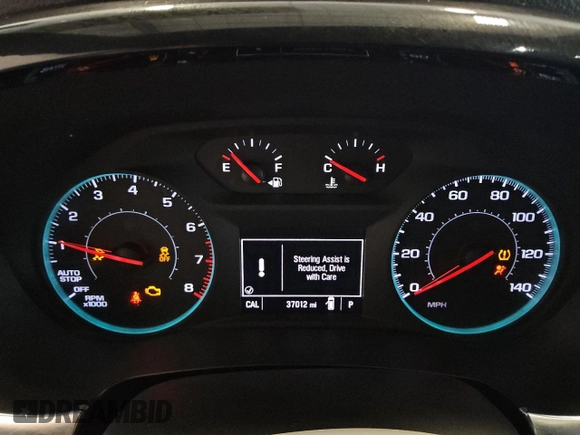 E F
C H
1 2 3 4 5 6 7 8
AUTO
STOP
OFF
RPM
x1000
OFF
Steering Assist is
Reduced, Drive
with Care
CAL 37012 mi P
0 20 40 60 80 100 120 140
MPH
DREAMBID